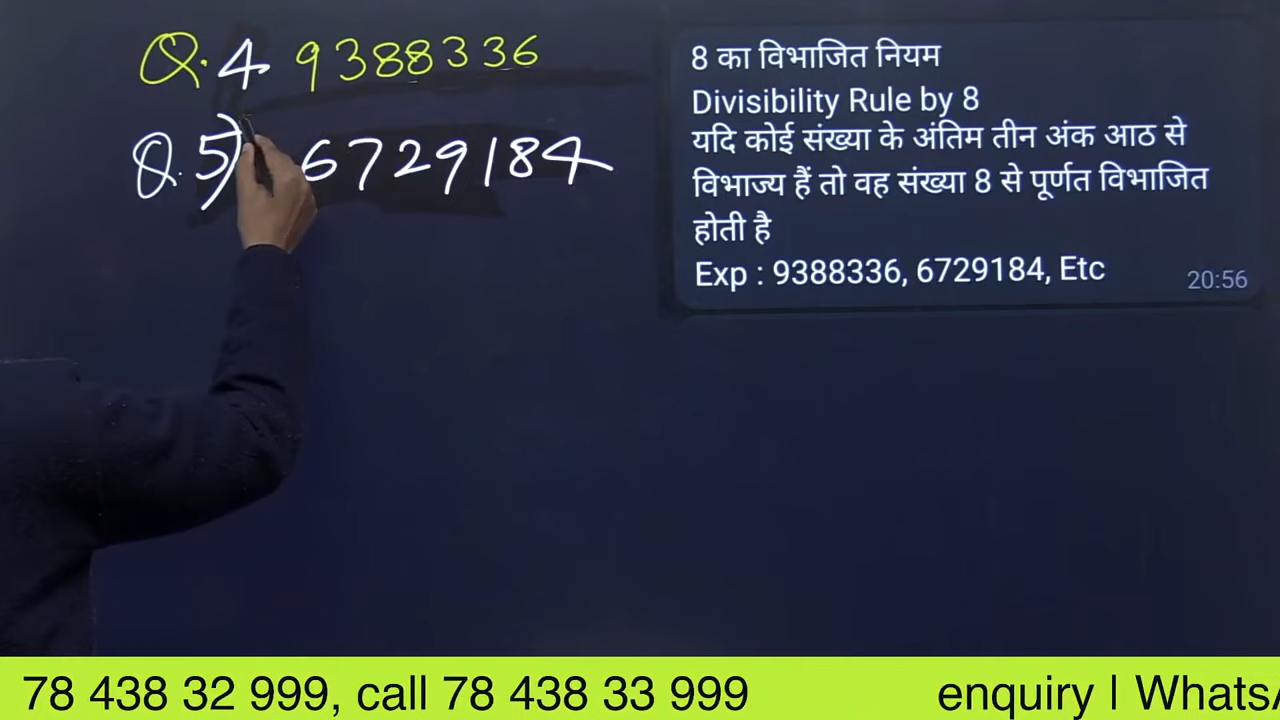 Q. 4 9388336
Q. 5) 6729184
8 का विभाजित नियम
Divisibility Rule by 8
यदि कोई संख्या के अंतिम तीन अंक आठ से
विभाज्य हैं तो वह संख्या 8 से पूर्णत विभाजित
होती है
Exp : 9388336, 6729184, Etc
20:56
78 438 32 999, call 78 438 33 999 enquiry | Whats